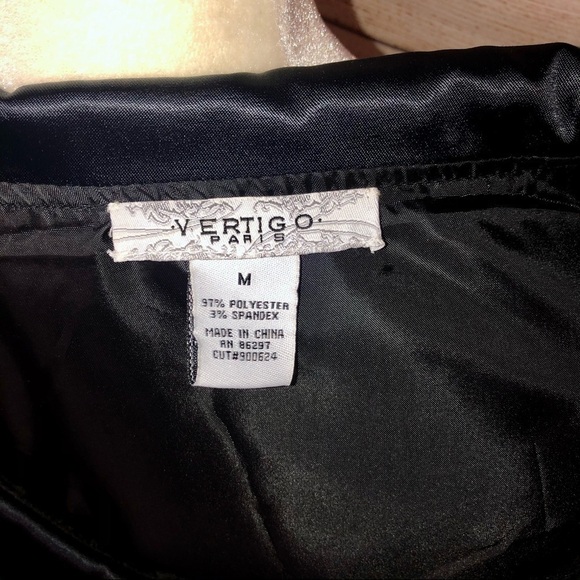 ·VERTIGO·
PARIS
M
97% POLYESTER
3% SPANDEX
MADE IN CHINA
RN 86297
CUT#900624